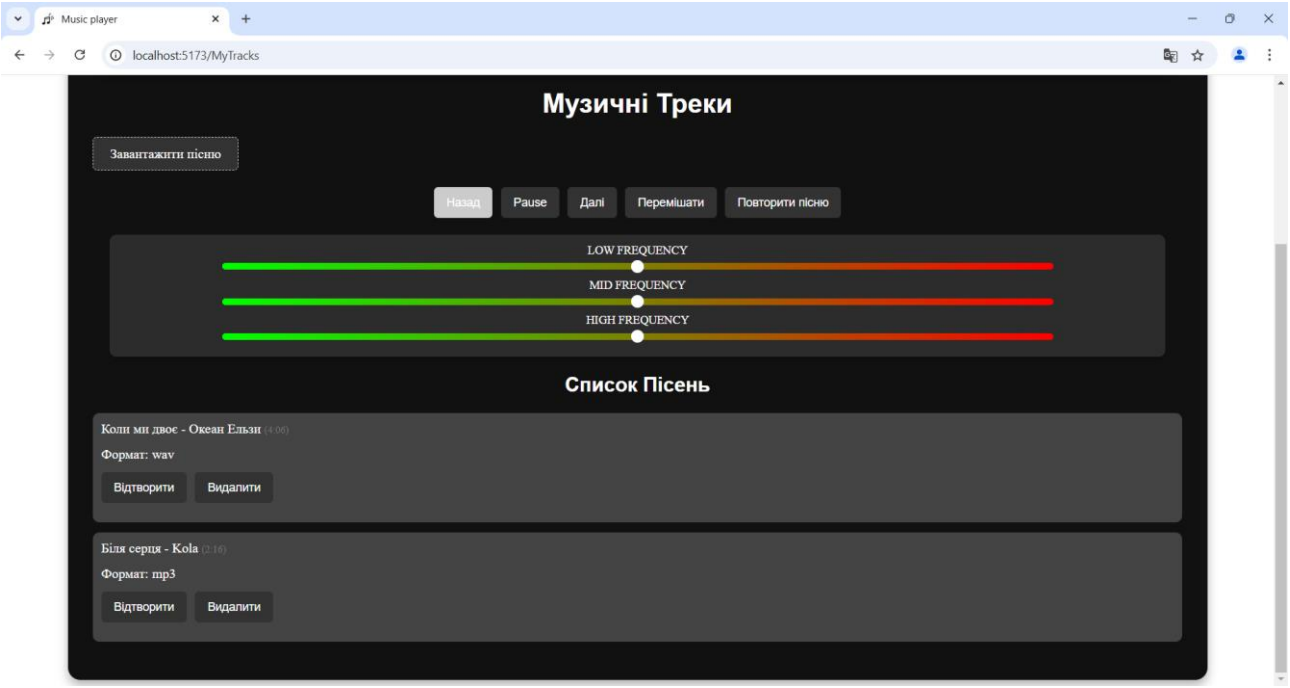 Music player
localhost:5173/MyTracks
Музичні Треки
Завантажити пісню
Назад Pause Далі Перемішати Повторити пісню
LOW FREQUENCY
MID FREQUENCY
HIGH FREQUENCY
Список Пісень
Коли ми двоє - Океан Ельзи (4:06)
Формат: wav
Відтворити Видалити
Біля серця - Kola (2:16)
Формат: mp3
Відтворити Видалити